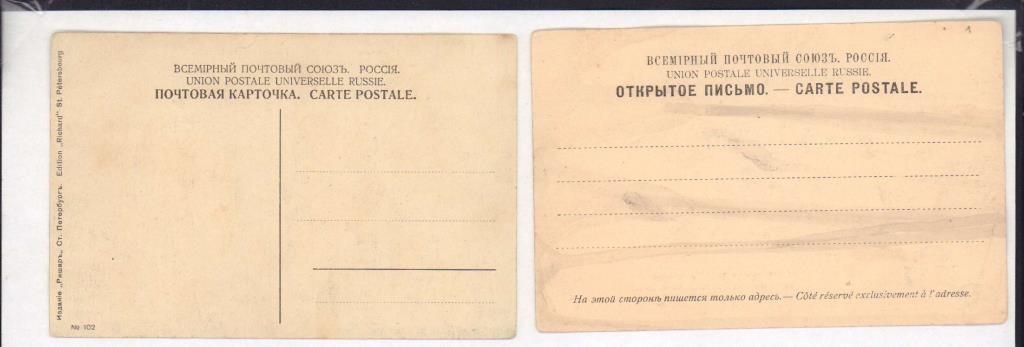 ВСЕМІРНЫЙ ПОЧТОВЫЙ СОЮЗЪ. РОССІЯ.
UNION POSTALE UNIVERSELLE RUSSIE.
ПОЧТОВАЯ КАРТОЧКА. CARTE POSTALE.
Изданіе „Ришаръ". Ст. Петербургъ. Edition „Richard" St. Pétersbourg
№ 102
1
ВСЕМІРНЫЙ ПОЧТОВЫЙ СОЮЗЪ. РОССІЯ.
UNION POSTALE UNIVERSELLE RUSSIE.
ОТКРЫТОЕ ПИСЬМО. — CARTE POSTALE.
На этой сторонѣ пишется только адресъ. — Côté réservé exclusivement à l'adresse.